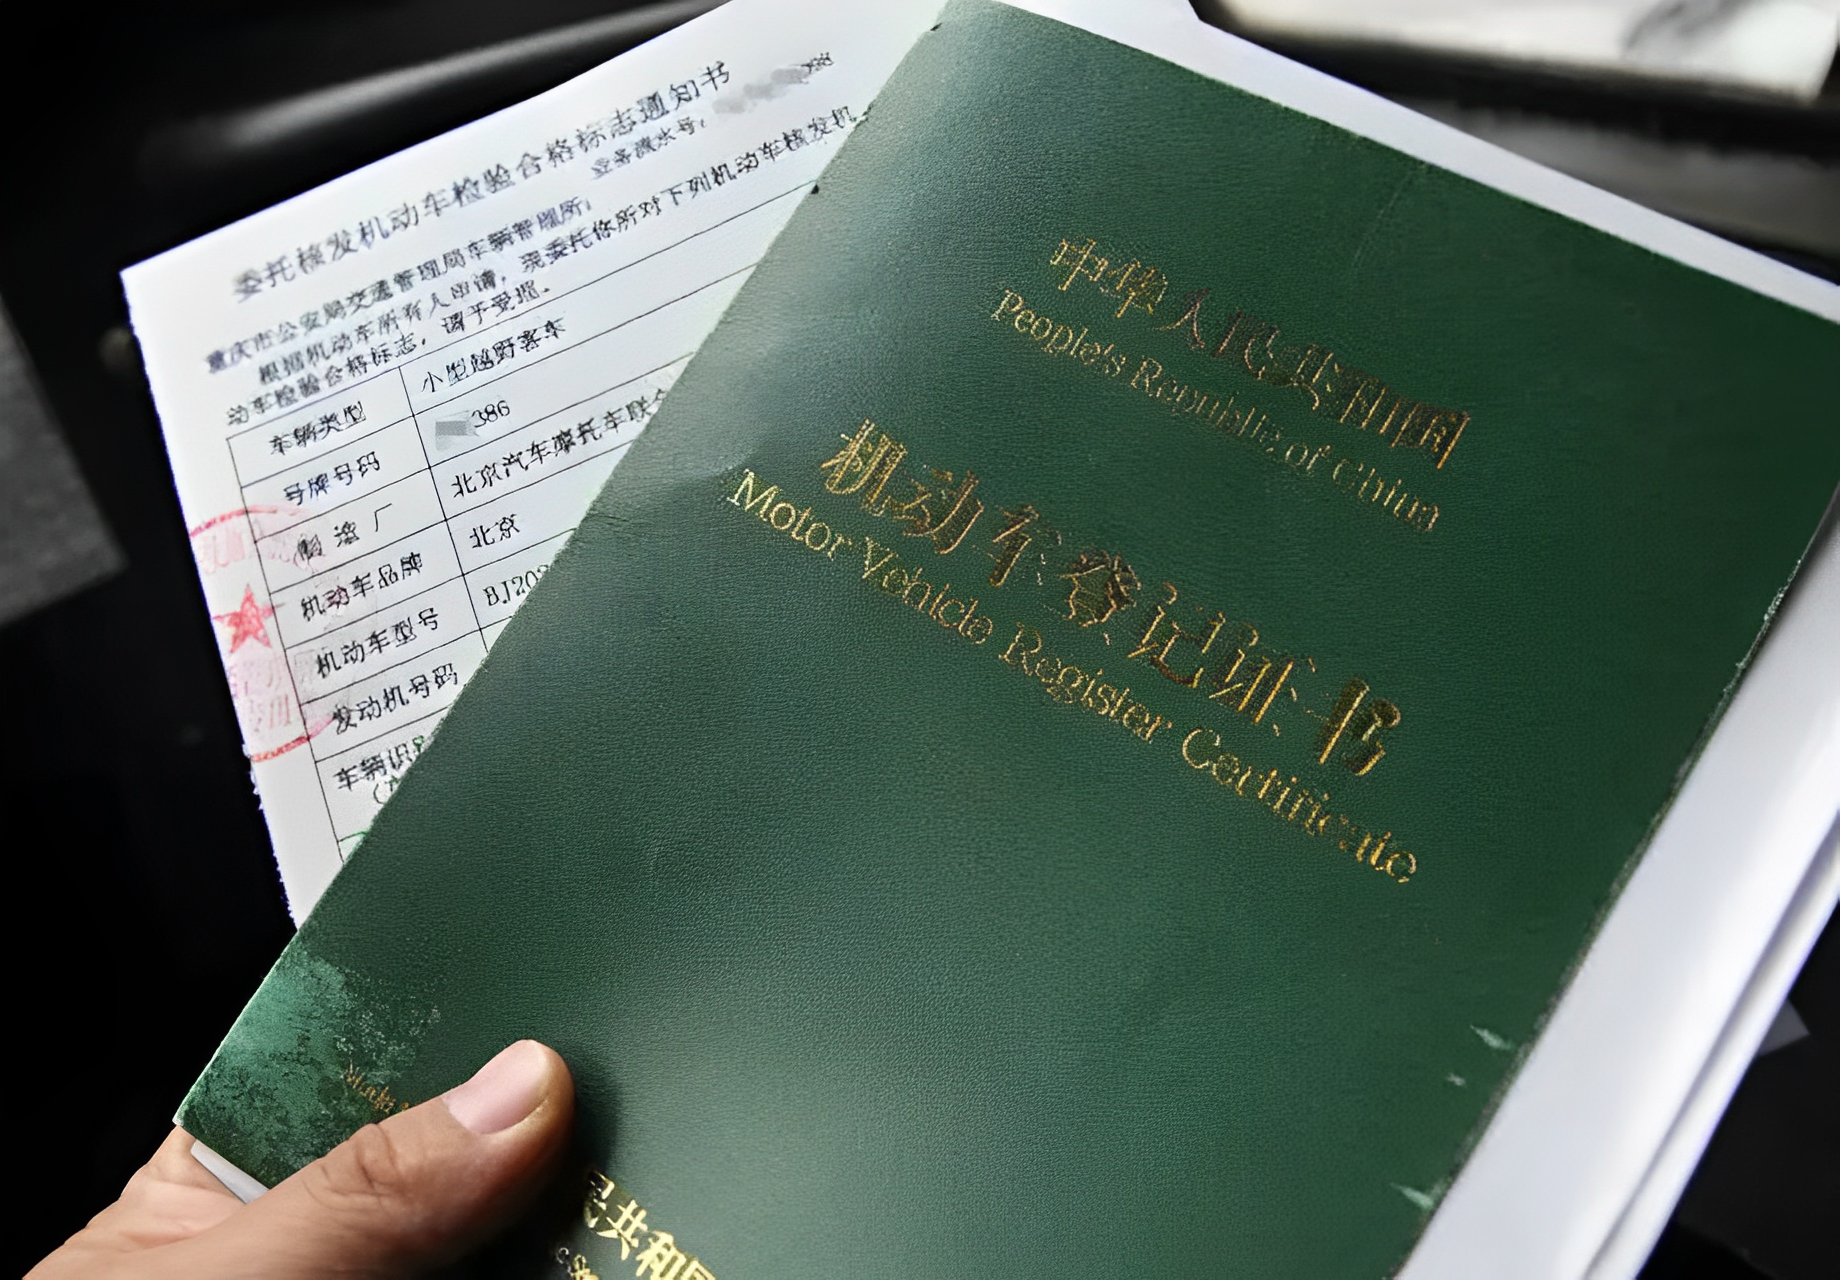 委托核发机动车检验合格标志通知书
业务流水号：
重庆市公安局交通管理局车辆管理所：
根据机动车所有人申请，现委托你所对下列机动车核发机
动车检验合格标志，请予受理。
车辆类型 小型越野客车
号牌号码 386
制造厂 北京汽车摩托车联合
机动车品牌 北京
机动车型号 BJ202
发动机号码
车辆识
中华人民共和国
People's Republic of China
机动车登记证书
Motor Vehicle Register Certificate
民共和国